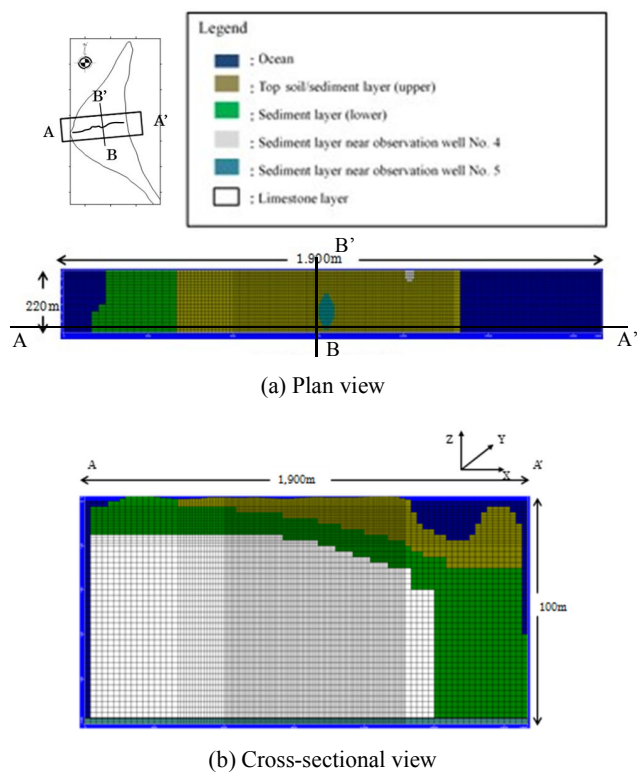 Legend
: Ocean
: Top soil/sediment layer (upper)
: Sediment layer (lower)
: Sediment layer near observation well No. 4
: Sediment layer near observation well No. 5
: Limestone layer
B'
A
A'
B
B'
1.900m
220m
A
A'
B
(a) Plan view
Z
Y
X
A
A'
1,900m
100m
(b) Cross-sectional view